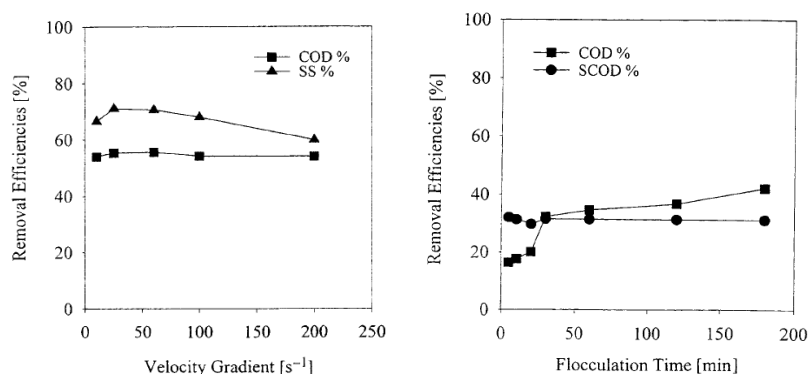 100
80
60
40
20
0
Removal Efficiencies [%]
COD %
SS %
0 50 100 150 200 250
Velocity Gradient [s⁻¹]
100
80
60
40
20
0
Removal Efficiencies [%]
COD %
SCOD %
0 50 100 150 200
Flocculation Time [min]